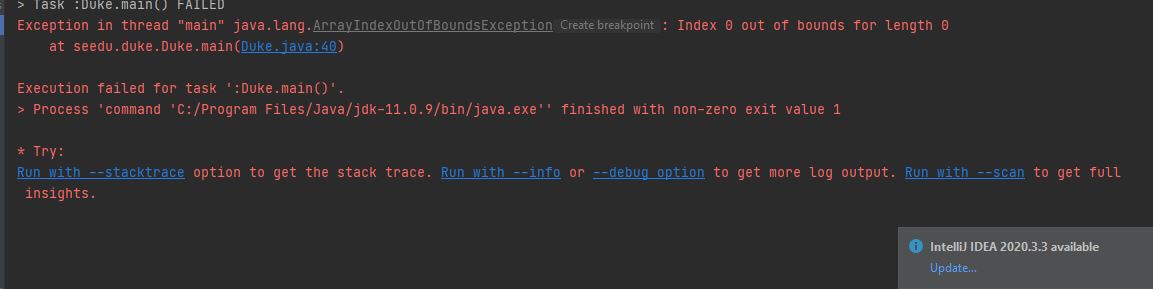 > Task :Duke.main() FAILED
Exception in thread "main" java.lang.ArrayIndexOutOfBoundsException Create breakpoint : Index 0 out of bounds for length 0
at seedu.duke.Duke.main(Duke.java:40)
Execution failed for task ':Duke.main()'.
> Process 'command 'C:/Program Files/Java/jdk-11.0.9/bin/java.exe'' finished with non-zero exit value 1
* Try:
Run with --stacktrace option to get the stack trace. Run with --info or --debug option to get more log output. Run with --scan to get full
insights.
IntelliJ IDEA 2020.3.3 available
Update...